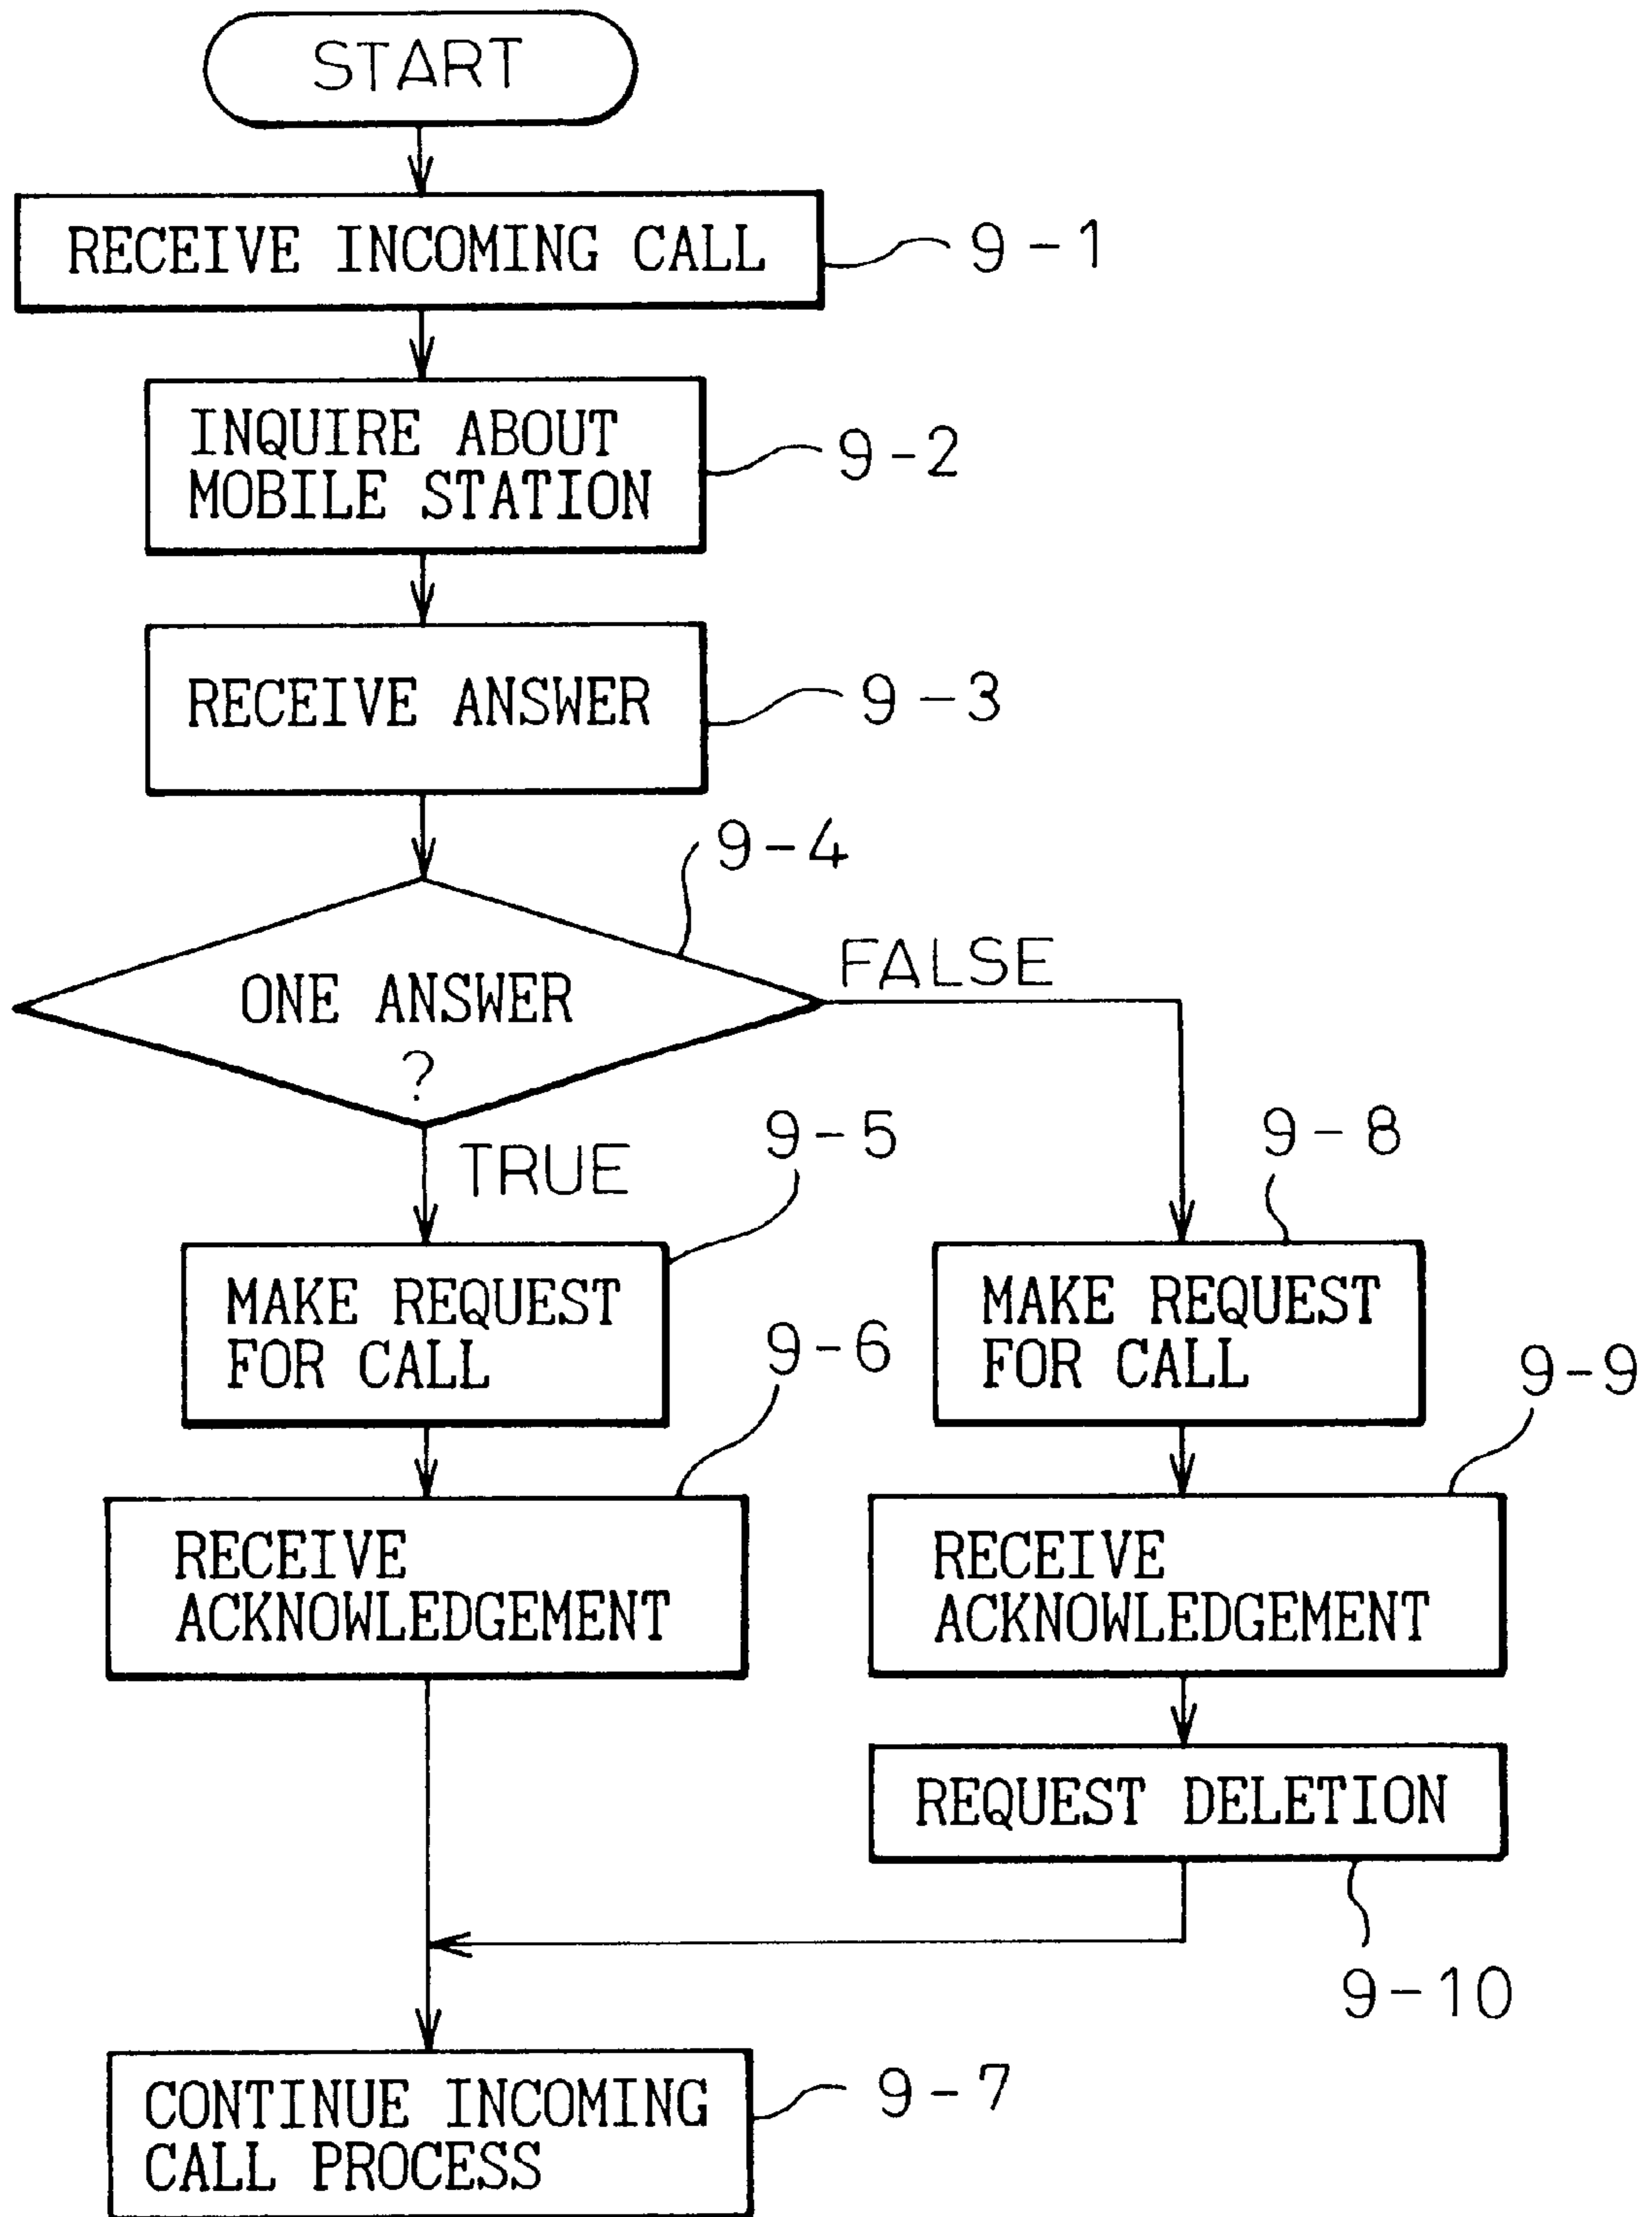 START
RECEIVE INCOMING CALL
9-1
INQUIRE ABOUT
MOBILE STATION
9-2
RECEIVE ANSWER
9-3
9-4
ONE ANSWER
?
FALSE
TRUE
9-5
MAKE REQUEST
FOR CALL
9-6
RECEIVE
ACKNOWLEDGEMENT
9-8
MAKE REQUEST
FOR CALL
9-9
RECEIVE
ACKNOWLEDGEMENT
REQUEST DELETION
9-10
CONTINUE INCOMING
CALL PROCESS
9-7